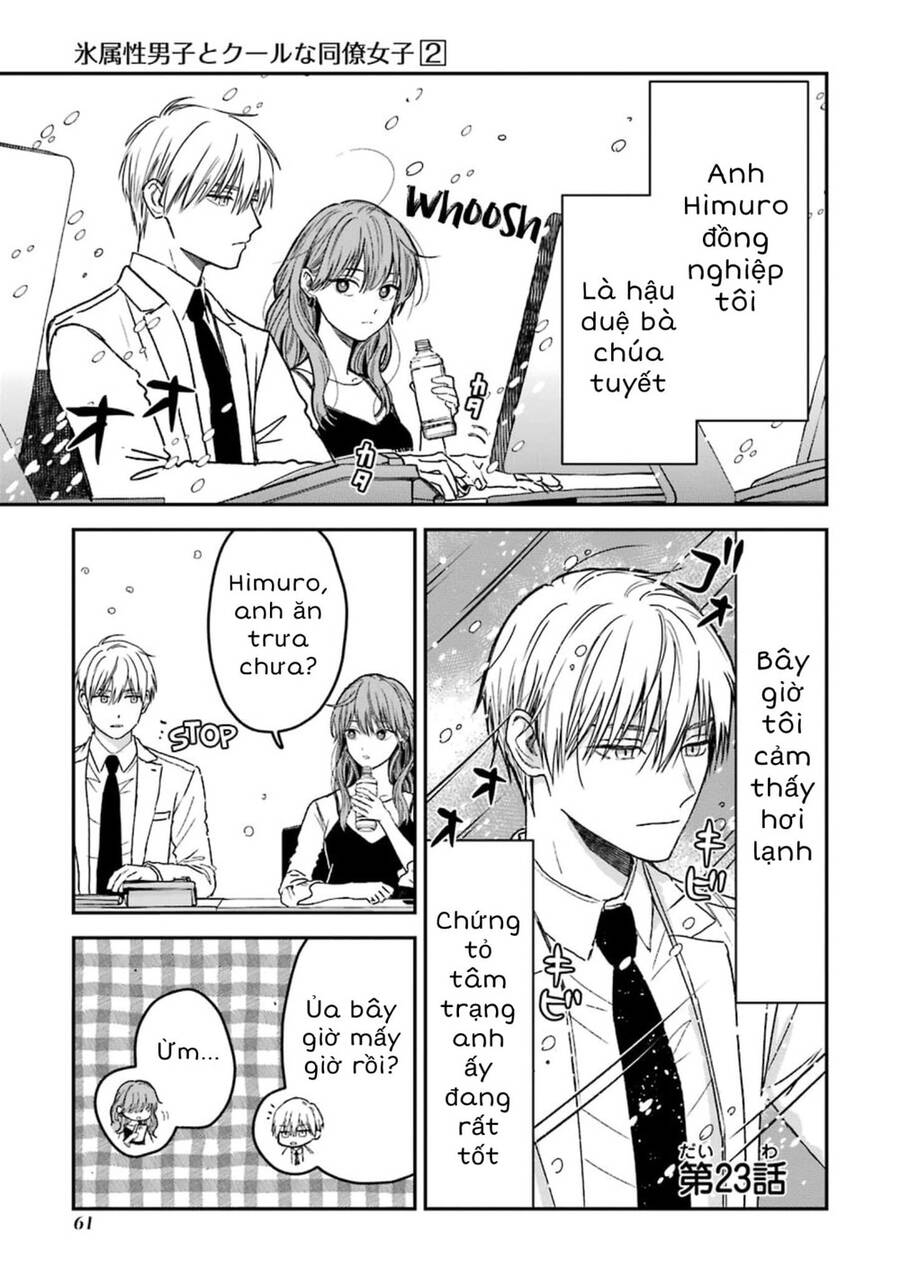 氷属性男子とクールな同僚女子2
Anh
Himuro
đồng
nghiệp
tôi
Là hậu
duệ bà
chúa
tuyết
WHOOSH
カタ
カタ
オオ
ゴオ
Bây
giờ
tôi
cảm
thấy
hơi
lạnh
キビ
キビ
Chứng
tỏ
tâm
trạng
anh
ấy
đang
rất
tốt
だい わ
第23話
Himuro,
anh ăn
trưa
chưa?
STOP
Ủa bây
giờ mấy
giờ rồi?
Ừm...
61